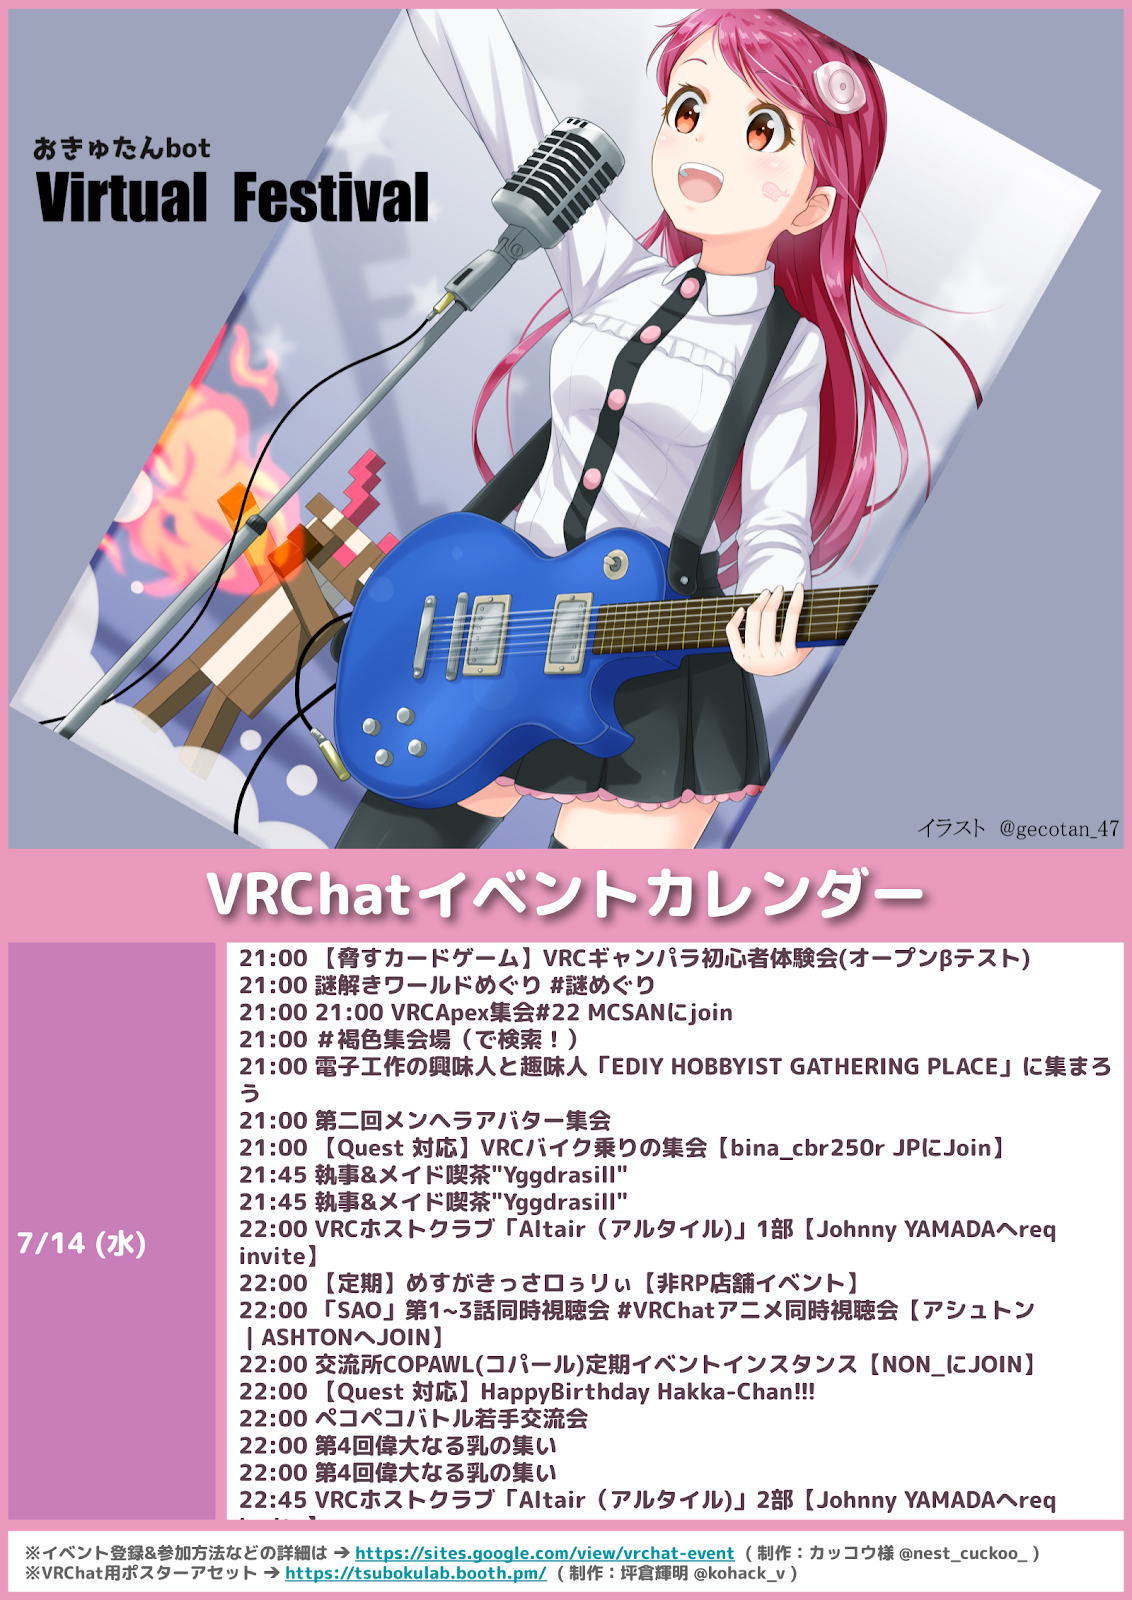 おきゅたんbot
Virtual Festival
イラスト @gecotan_47
VRChatイベントカレンダー
7/14 (水)
21:00 【脅すカードゲーム】VRCギャンパラ初心者体験会(オープンβテスト)
21:00 謎解きワールドめぐり #謎めぐり
21:00 21:00 VRCApex集会#22 MCSANにjoin
21:00 ＃褐色集会場（で検索！）
21:00 電子工作の興味人と趣味人「EDIY HOBBYIST GATHERING PLACE」に集まろ
う
21:00 第二回メンヘラアバター集会
21:00 【Quest 対応】VRCバイク乗りの集会【bina_cbr250r JPにJoin】
21:45 執事&メイド喫茶"Yggdrasill"
21:45 執事&メイド喫茶"Yggdrasill"
22:00 VRCホストクラブ「Altair（アルタイル)」1部【Johnny YAMADAへreq
invite】
22:00 【定期】めすがきっさロぅリぃ【非RP店舗イベント】
22:00 「SAO」第1~3話同時視聴会 #VRChatアニメ同時視聴会【アシュトン
｜ASHTONへJOIN】
22:00 交流所COPAWL(コパール)定期イベントインスタンス【NON_にJOIN】
22:00 【Quest 対応】HappyBirthday Hakka-Chan!!!
22:00 ペコペコバトル若手交流会
22:00 第4回偉大なる乳の集い
22:00 第4回偉大なる乳の集い
22:45 VRCホストクラブ「Altair（アルタイル)」2部【Johnny YAMADAへreq
※イベント登録&参加方法などの詳細は ➔ https://sites.google.com/view/vrchat-event （ 制作：カッコウ様 @nest_cuckoo_ ）
※VRChat用ポスターアセット ➔ https://tsubokulab.booth.pm/ （ 制作：坪倉輝明 @kohack_v ）